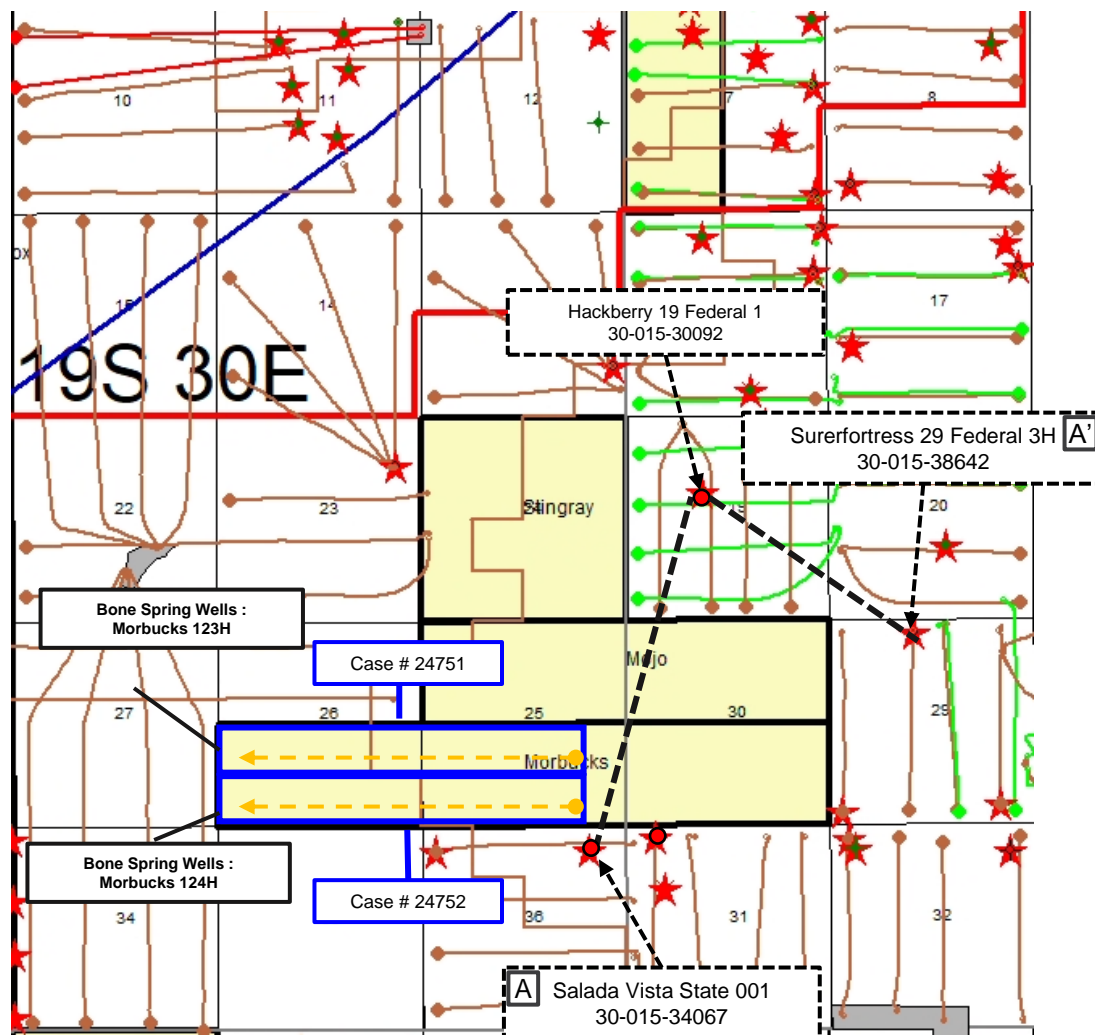 10
11
12
7
8
ox
15
14
17
19S 30E
Hackberry 19 Federal 1
30-015-30092
Surerfortress 29 Federal 3H
30-015-38642
A'
22
23
24
Stingray
19
20
Bone Spring Wells :
Morbucks 123H
Case # 24751
Mojo
27
26
25
30
29
Morbucks
Bone Spring Wells :
Morbucks 124H
Case # 24752
34
36
31
32
A
Salada Vista State 001
30-015-34067